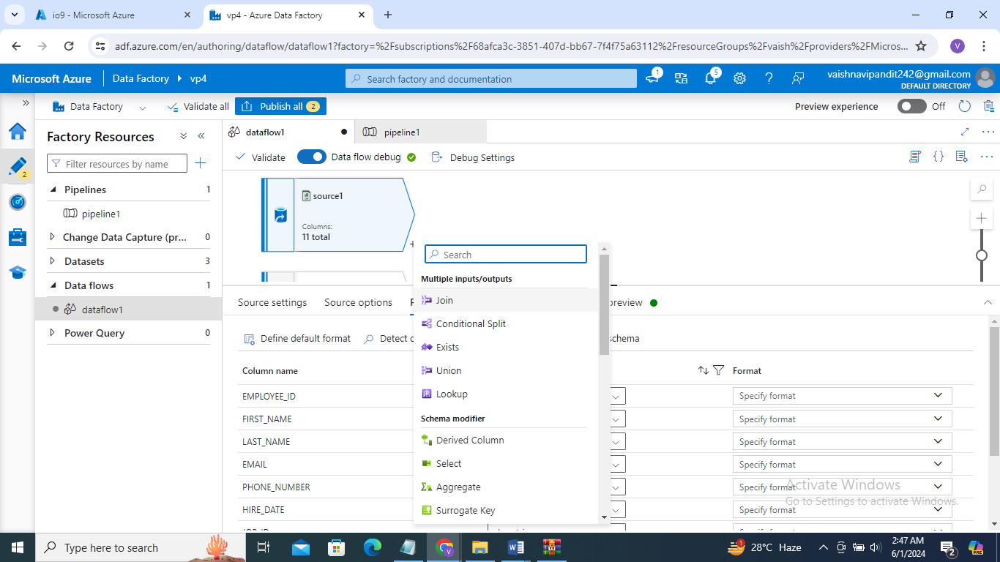 io9 - Microsoft Azure
vp4 - Azure Data Factory
adf.azure.com/en/authoring/dataflow/dataflow1?factory=%2Fsubscriptions%2F68afca3c-3851-407d-bb67-7f4f75a63112%2FresourceGroups%2Fvaish%2Fproviders%2FMicros...
V
Microsoft Azure
Data Factory
vp4
Search factory and documentation
1
5
vaishnavipandit242@gmail.com
DEFAULT DIRECTORY
Data Factory
Validate all
Publish all 2
Preview experience
Off
2
Factory Resources
Filter resources by name
Pipelines 1
pipeline1
Change Data Capture (pr... 0
Datasets 3
Data flows 1
dataflow1
Power Query 0
dataflow1
pipeline1
Validate
Data flow debug
Debug Settings
source1
Columns:
11 total
Search
Multiple inputs/outputs
Join
Conditional Split
Exists
Union
Lookup
Schema modifier
Derived Column
Select
Aggregate
Surrogate Key
Source settings
Source options
preview
Define default format
Detect
schema
Column name
Format
EMPLOYEE_ID
Specify format
FIRST_NAME
Specify format
LAST_NAME
Specify format
EMAIL
Specify format
PHONE_NUMBER
Specify format
HIRE_DATE
Specify format
Activate Windows
Go to Settings to activate Windows.
Type here to search
28°C Haze
2:47 AM
6/1/2024
2
PRE